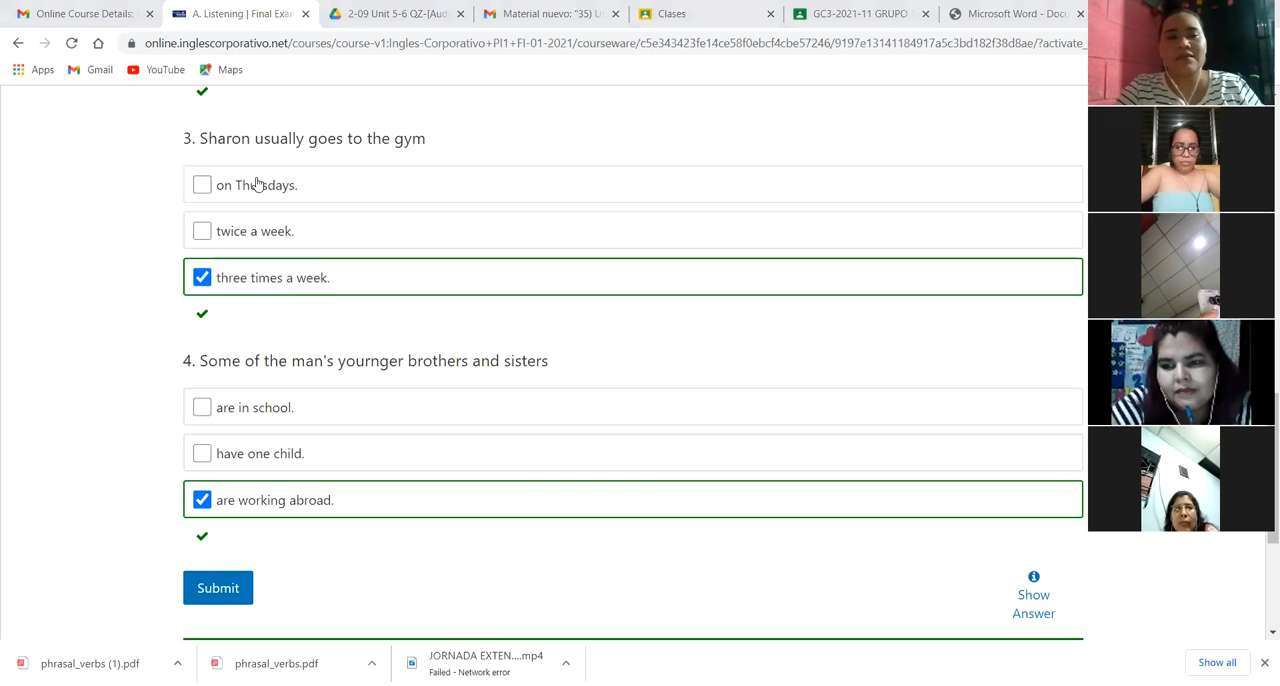 Online Course Details:
A. Listening | Final Exam
2-09 Unit 5-6 QZ-[Aud
Material nuevo: "35) U
Clases
GC3-2021-11 GRUPO
Microsoft Word - Docu
online.inglescorporativo.net/courses/course-v1:Ingles-Corporativo+PI1+FI-01-2021/courseware/c5e343423fe14ce58f0ebcf4cbe57246/9197e13141184917a5c3bd182f38d8ae/?activate_
Apps
Gmail
YouTube
Maps
3. Sharon usually goes to the gym
on Thursdays.
twice a week.
three times a week.
4. Some of the man's yournger brothers and sisters
are in school.
have one child.
are working abroad.
Submit
Show
Answer
phrasal_verbs (1).pdf
phrasal_verbs.pdf
JORNADA EXTEN....mp4
Failed - Network error
Show all